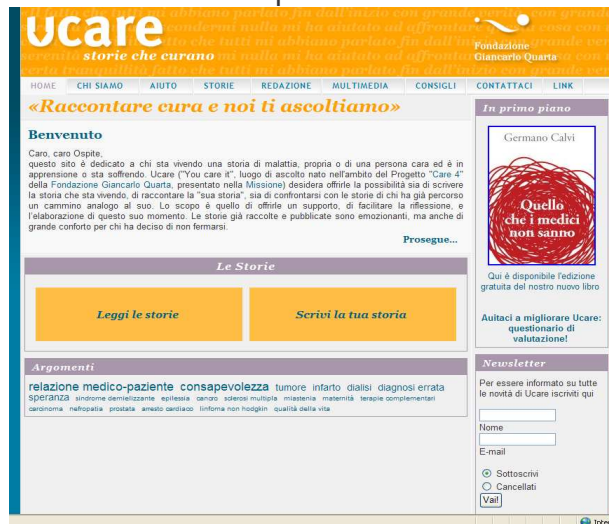 ucare
storie che curano
Fondazione
Giancarlo Quarta
HOME CHI SIAMO AIUTO STORIE REDAZIONE MULTIMEDIA CONSIGLI CONTATTACI LINK
«Raccontare cura e noi ti ascoltiamo»
Benvenuto
Caro, caro Ospite,
questo sito è dedicato a chi sta vivendo una storia di malattia, propria o di una persona cara ed è in
apprensione o sta soffrendo. Ucare ("You care it", luogo di ascolto nato nell'ambito del Progetto "Care 4"
della Fondazione Giancarlo Quarta, presentato nella Missione) desidera offrirle la possibilità sia di scrivere
la storia che sta vivendo, di raccontare la "sua storia", sia di confrontarsi con le storie di chi ha già percorso
un cammino analogo al suo. Lo scopo è quello di offrirle un supporto, di facilitare la riflessione, e
l'elaborazione di questo suo momento. Le storie già raccolte e pubblicate sono emozionanti, ma anche di
grande conforto per chi ha deciso di non fermarsi.
Prosegue...
Le Storie
Leggi le storie
Scrivi la tua storia
Argomenti
relazione medico-paziente consapevolezza tumore infarto dialisi diagnosi errata
speranza sindrome demielizzante epilessia cancro sclerosi multipla miastenia maternità terapie complementari
carcinoma nefropatia prostata arresto cardiaco linfoma non hodgkin qualità della vita
In primo piano
Germano Calvi
Quello
che i medici
non sanno
Qui è disponibile l'edizione
gratuita del nostro nuovo libro
Auitaci a migliorare Ucare:
questionario di
valutazione!
Newsletter
Per essere informato su tutte
le novità di Ucare iscriviti qui
Nome
E-mail
Sottoscrivi
Cancellati
Vai!